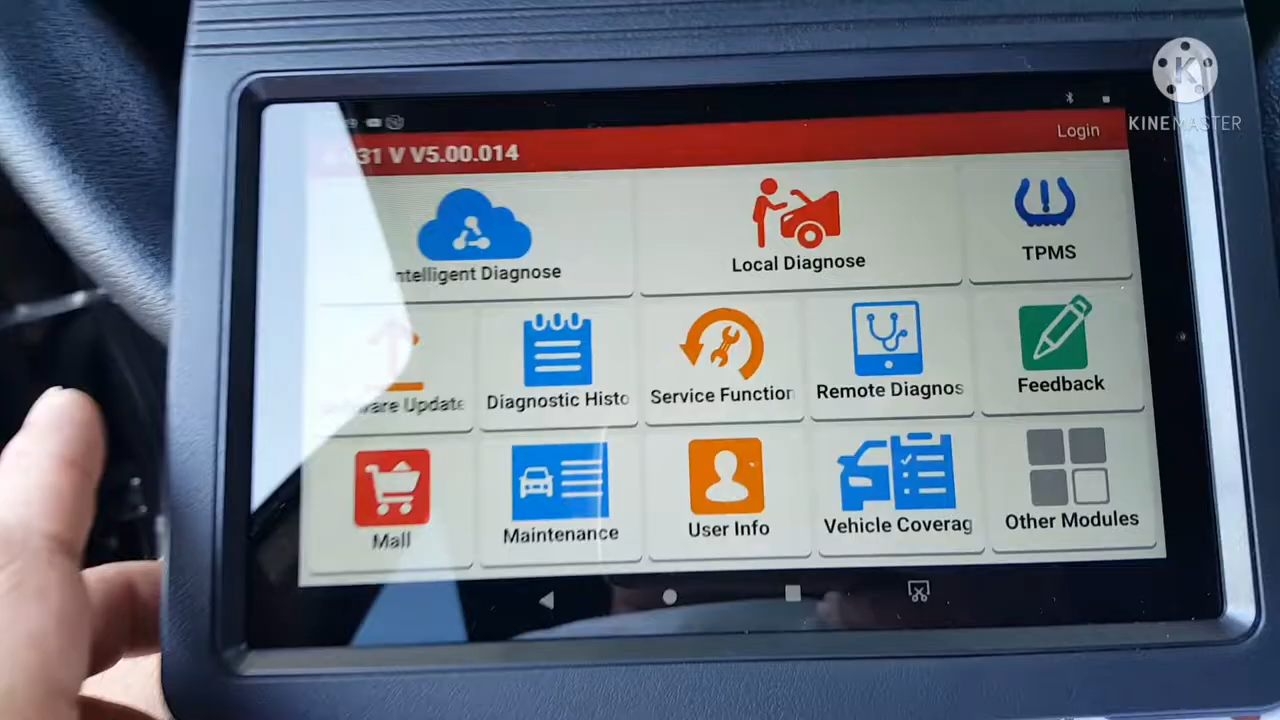 Login
31 V V5.00.014
KINEMASTER
ntelligent Diagnose
Local Diagnose
TPMS
ware Update
Diagnostic Histo
Service Function
Remote Diagnos
Feedback
Mall
Maintenance
User Info
Vehicle Coverag
Other Modules